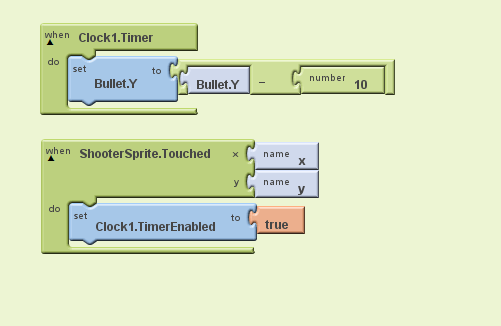 when Clock1.Timer
do set Bullet.Y to Bullet.Y - number 10
when ShooterSprite.Touched x name x
y name y
do set Clock1.TimerEnabled to true